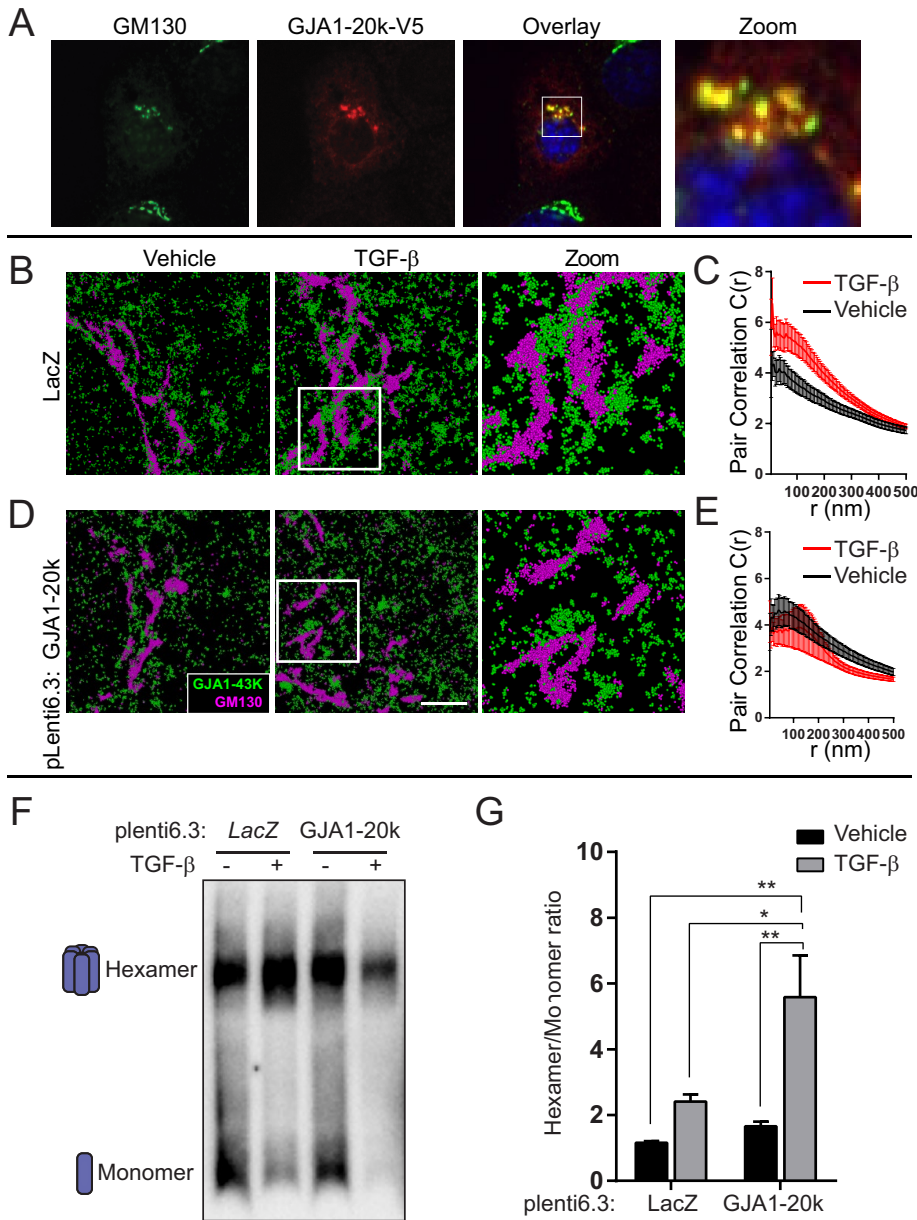 A
GM130
GJA1-20k-V5
Overlay
Zoom
B
Vehicle
TGF-β
Zoom
LacZ
C
Pair Correlation C(r)
8
6
4
2
0
TGF-β
Vehicle
100 200 300 400 500
r (nm)
D
pLenti6.3: GJA1-20k
GJA1-43K
GM130
E
Pair Correlation C(r)
8
6
4
2
0
TGF-β
Vehicle
100 200 300 400 500
r (nm)
F
plenti6.3: LacZ GJA1-20k
TGF-β - + - +
Hexamer
Monomer
G
Vehicle
TGF-β
Hexamer/Monomer ratio
10
8
6
4
2
0
**
*
**
plenti6.3: LacZ GJA1-20k